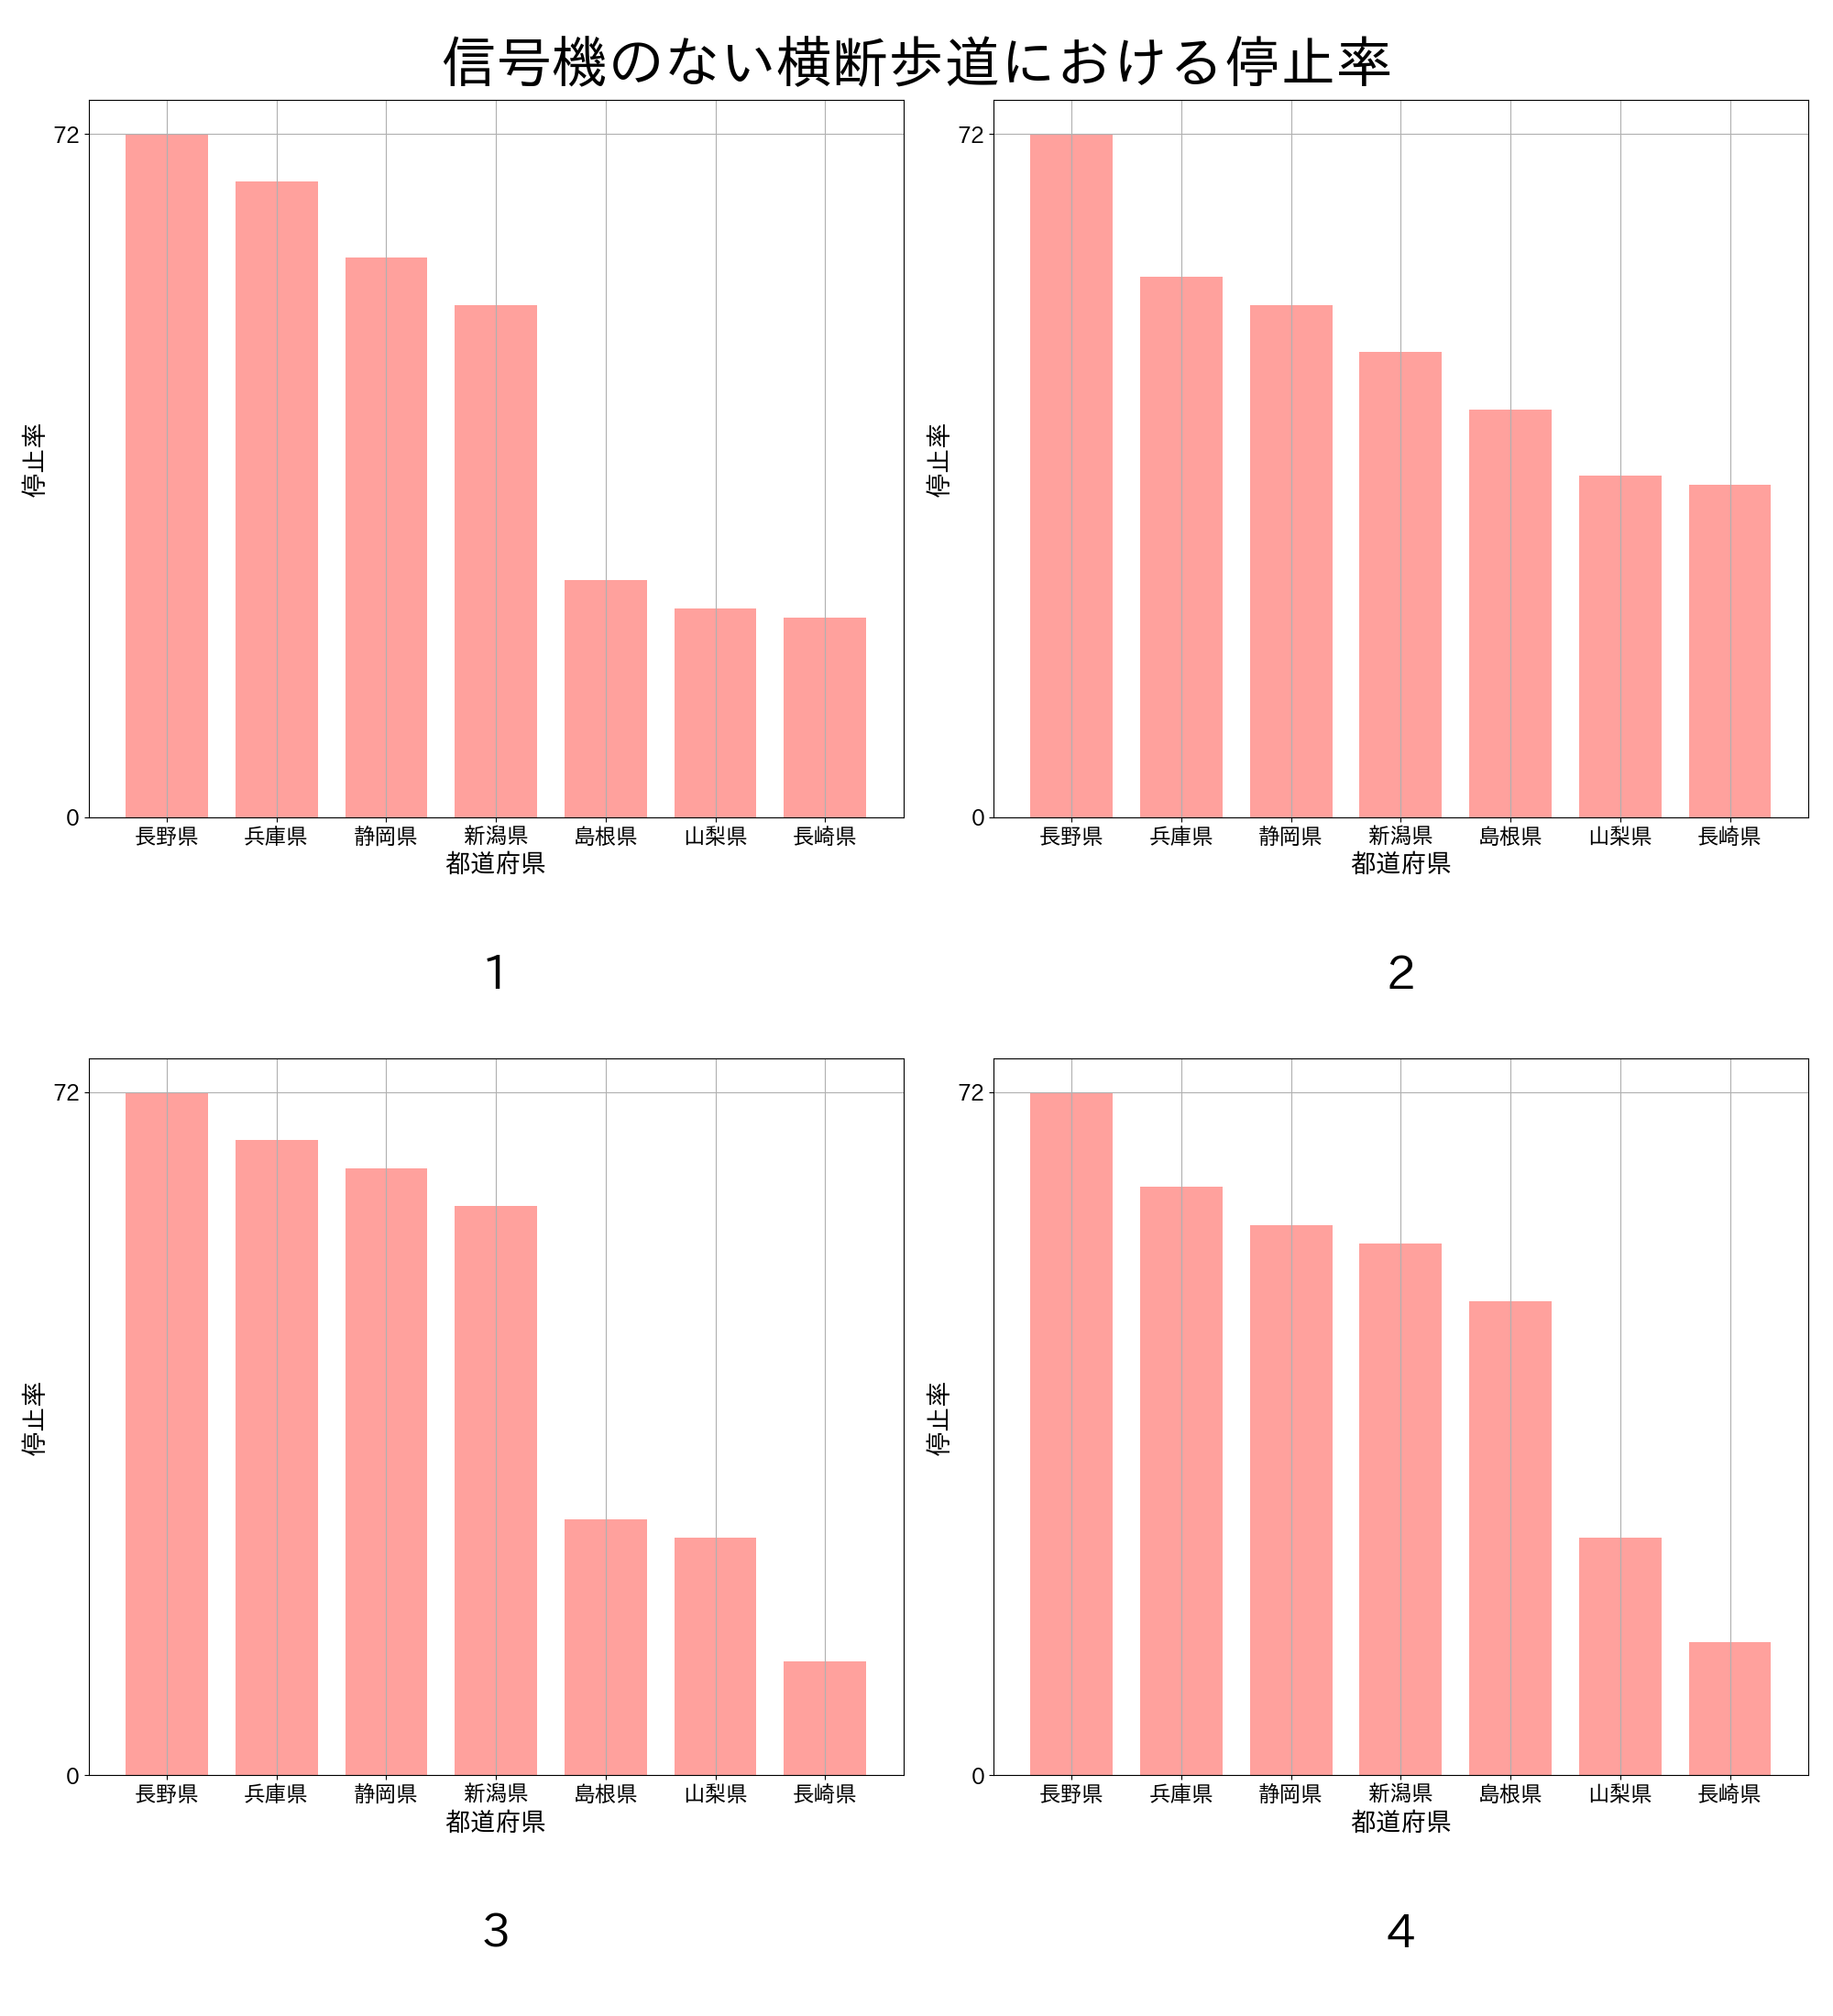 信号機のない横断歩道における停止率
72
0
停止率
長野県 兵庫県 静岡県 新潟県 島根県 山梨県 長崎県
都道府県
1
72
0
停止率
長野県 兵庫県 静岡県 新潟県 島根県 山梨県 長崎県
都道府県
2
72
0
停止率
長野県 兵庫県 静岡県 新潟県 島根県 山梨県 長崎県
都道府県
3
72
0
停止率
長野県 兵庫県 静岡県 新潟県 島根県 山梨県 長崎県
都道府県
4